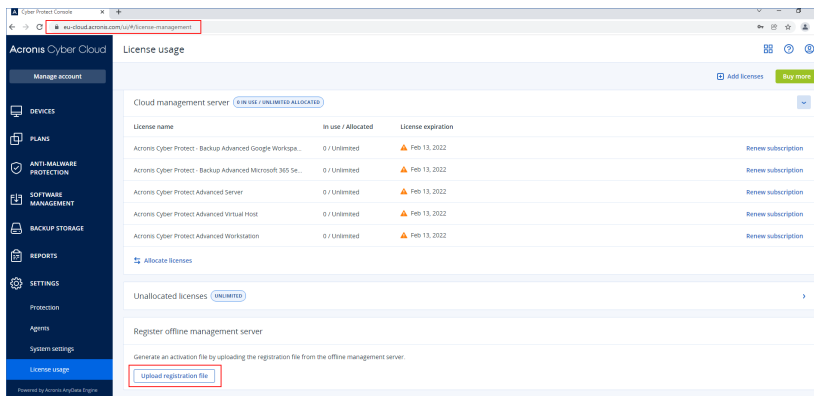 Cyber Protect Console
eu-cloud.acronis.com/ui/#/license-management
Acronis Cyber Cloud
License usage
Manage account
Add licenses
Buy more
DEVICES
PLANS
ANTI-MALWARE
PROTECTION
SOFTWARE
MANAGEMENT
BACKUP STORAGE
REPORTS
SETTINGS
Protection
Agents
System settings
License usage
Powered by Acronis AnyData Engine
Cloud management server 0 IN USE / UNLIMITED ALLOCATED
License name In use / Allocated License expiration
Acronis Cyber Protect - Backup Advanced Google Workspa... 0 / Unlimited Feb 13, 2022 Renew subscription
Acronis Cyber Protect - Backup Advanced Microsoft 365 Se... 0 / Unlimited Feb 13, 2022 Renew subscription
Acronis Cyber Protect Advanced Server 0 / Unlimited Feb 13, 2022 Renew subscription
Acronis Cyber Protect Advanced Virtual Host 0 / Unlimited Feb 13, 2022 Renew subscription
Acronis Cyber Protect Advanced Workstation 0 / Unlimited Feb 13, 2022 Renew subscription
Allocate licenses
Unallocated licenses UNLIMITED
Register offline management server
Generate an activation file by uploading the registration file from the offline management server.
Upload registration file